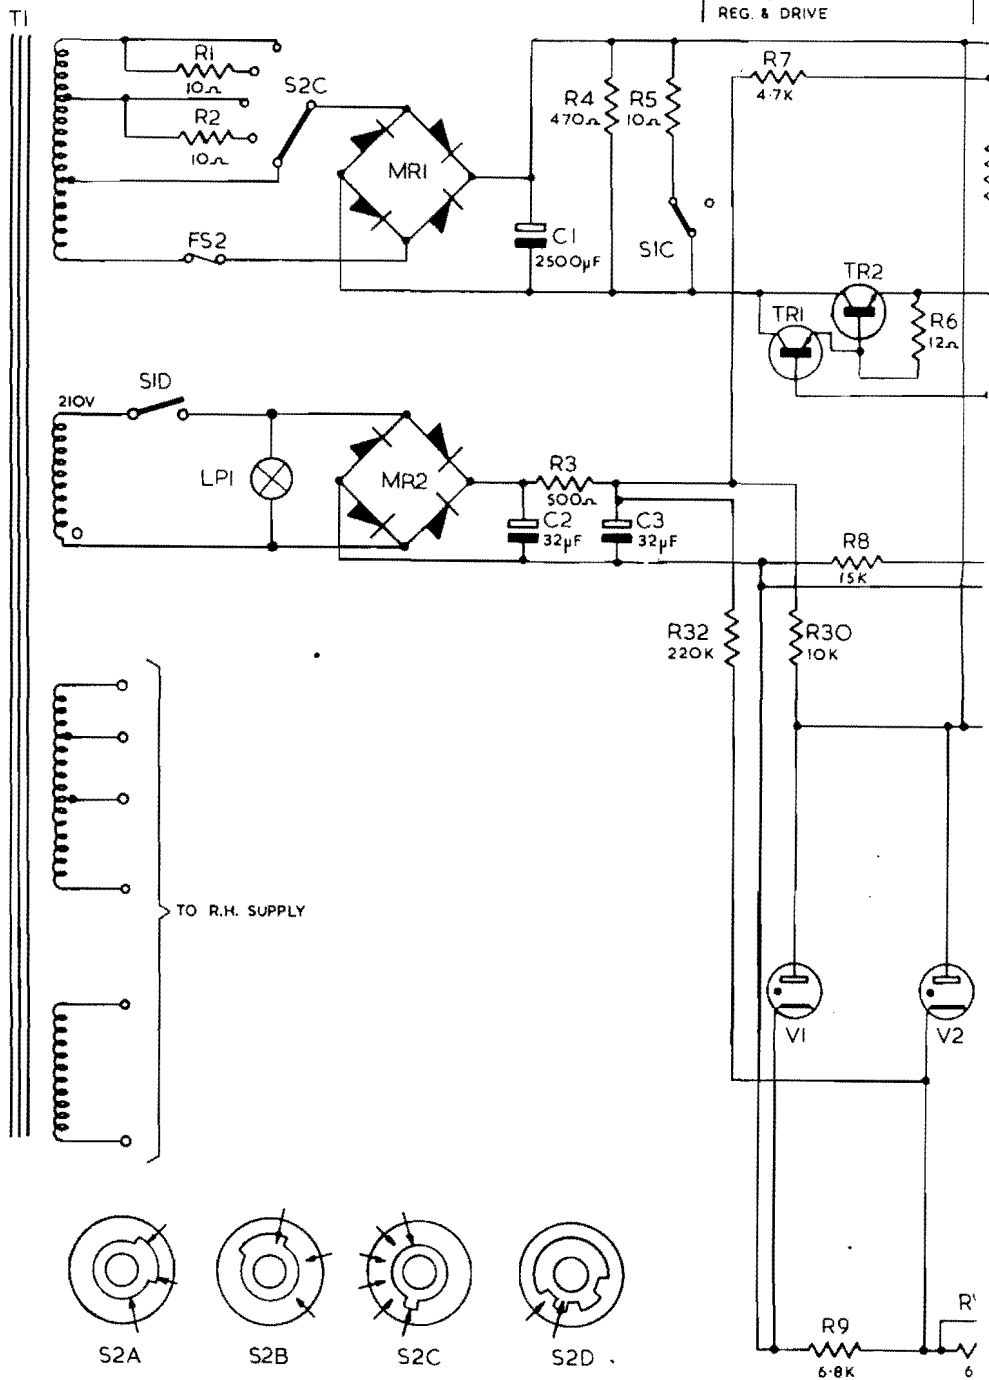 T1
REG. & DRIVE
R1
10Ω
S2C
R2
10Ω
MR1
R4
470Ω
R5
10Ω
R7
4·7K
FS2
C1
2500µF
S1C
TR2
TR1
R6
12Ω
S1D
210V
LP1
MR2
R3
500Ω
C2
32µF
C3
32µF
O
R8
15K
R32
220K
R30
10K
TO R.H. SUPPLY
V1
V2
S2A
S2B
S2C
S2D
R9
6·8K
R
6